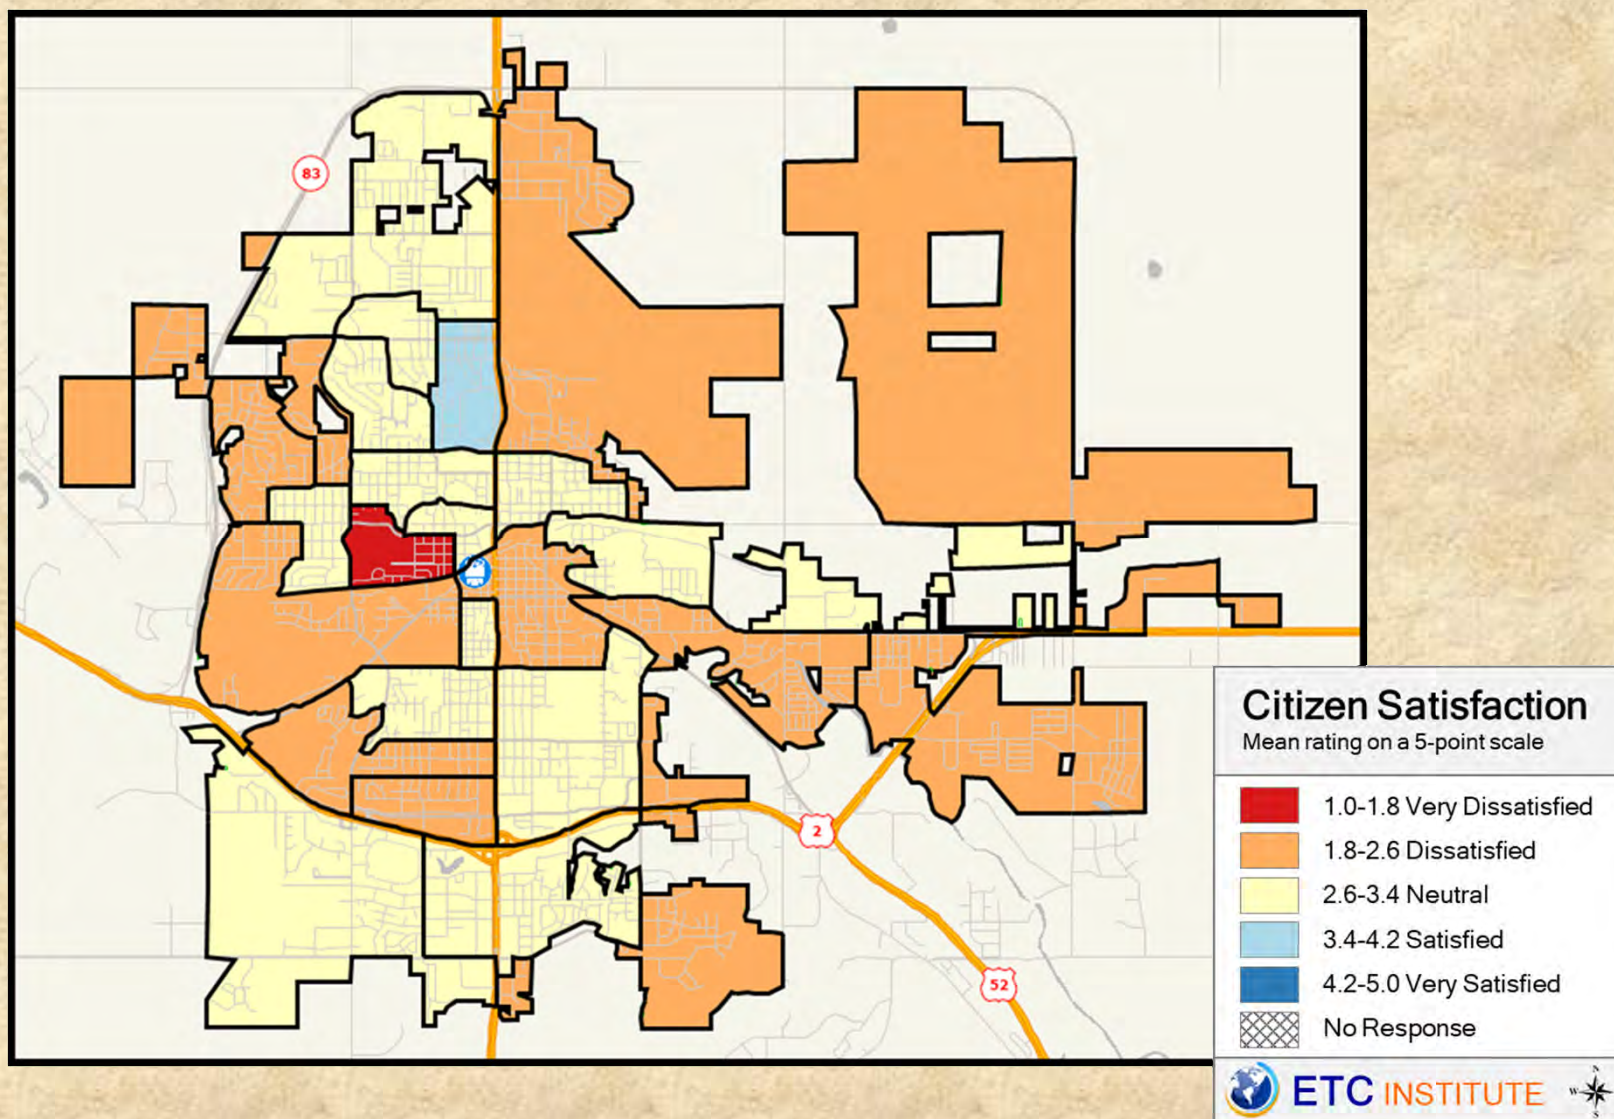 83
2
52
Citizen Satisfaction
Mean rating on a 5-point scale
1.0-1.8 Very Dissatisfied
1.8-2.6 Dissatisfied
2.6-3.4 Neutral
3.4-4.2 Satisfied
4.2-5.0 Very Satisfied
No Response
ETC INSTITUTE
N
W
E
S